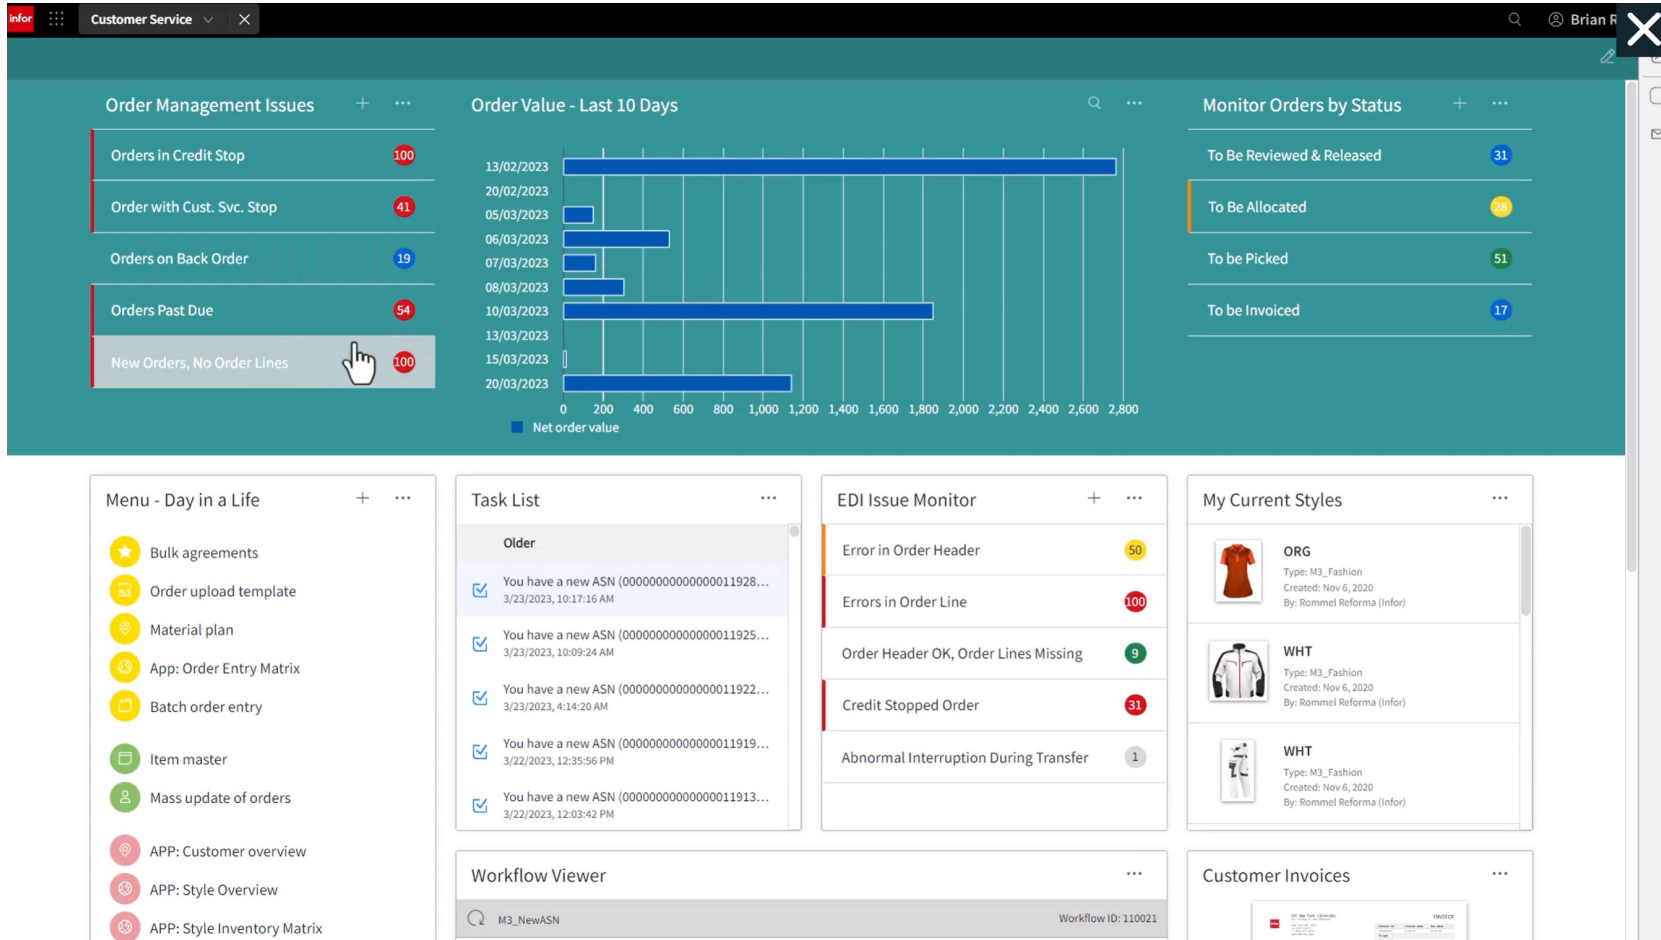 infor
Customer Service
Brian R
Order Management Issues
Orders in Credit Stop 100
Order with Cust. Svc. Stop 41
Orders on Back Order 19
Orders Past Due 54
New Orders, No Order Lines 100
Order Value - Last 10 Days
13/02/2023
20/02/2023
05/03/2023
06/03/2023
07/03/2023
08/03/2023
10/03/2023
13/03/2023
15/03/2023
20/03/2023
0 200 400 600 800 1,000 1,200 1,400 1,600 1,800 2,000 2,200 2,400 2,600 2,800
Net order value
Monitor Orders by Status
To Be Reviewed & Released 31
To Be Allocated 28
To be Picked 51
To be Invoiced 17
Menu - Day in a Life
Bulk agreements
Order upload template
Material plan
App: Order Entry Matrix
Batch order entry
Item master
Mass update of orders
APP: Customer overview
APP: Style Overview
APP: Style Inventory Matrix
Task List
Older
You have a new ASN (00000000000000011928...
3/23/2023, 10:17:16 AM
You have a new ASN (00000000000000011925...
3/23/2023, 10:09:24 AM
You have a new ASN (00000000000000011922...
3/23/2023, 4:14:20 AM
You have a new ASN (00000000000000011919...
3/22/2023, 12:35:56 PM
You have a new ASN (00000000000000011913...
3/22/2023, 12:03:42 PM
EDI Issue Monitor
Error in Order Header 50
Errors in Order Line 100
Order Header OK, Order Lines Missing 9
Credit Stopped Order 31
Abnormal Interruption During Transfer 1
My Current Styles
ORG
Type: M3_Fashion
Created: Nov 6, 2020
By: Rommel Reforma (Infor)
WHT
Type: M3_Fashion
Created: Nov 6, 2020
By: Rommel Reforma (Infor)
WHT
Type: M3_Fashion
Created: Nov 6, 2020
By: Rommel Reforma (Infor)
Workflow Viewer
M3_NewASN Workflow ID: 110021
Customer Invoices
INVOICE